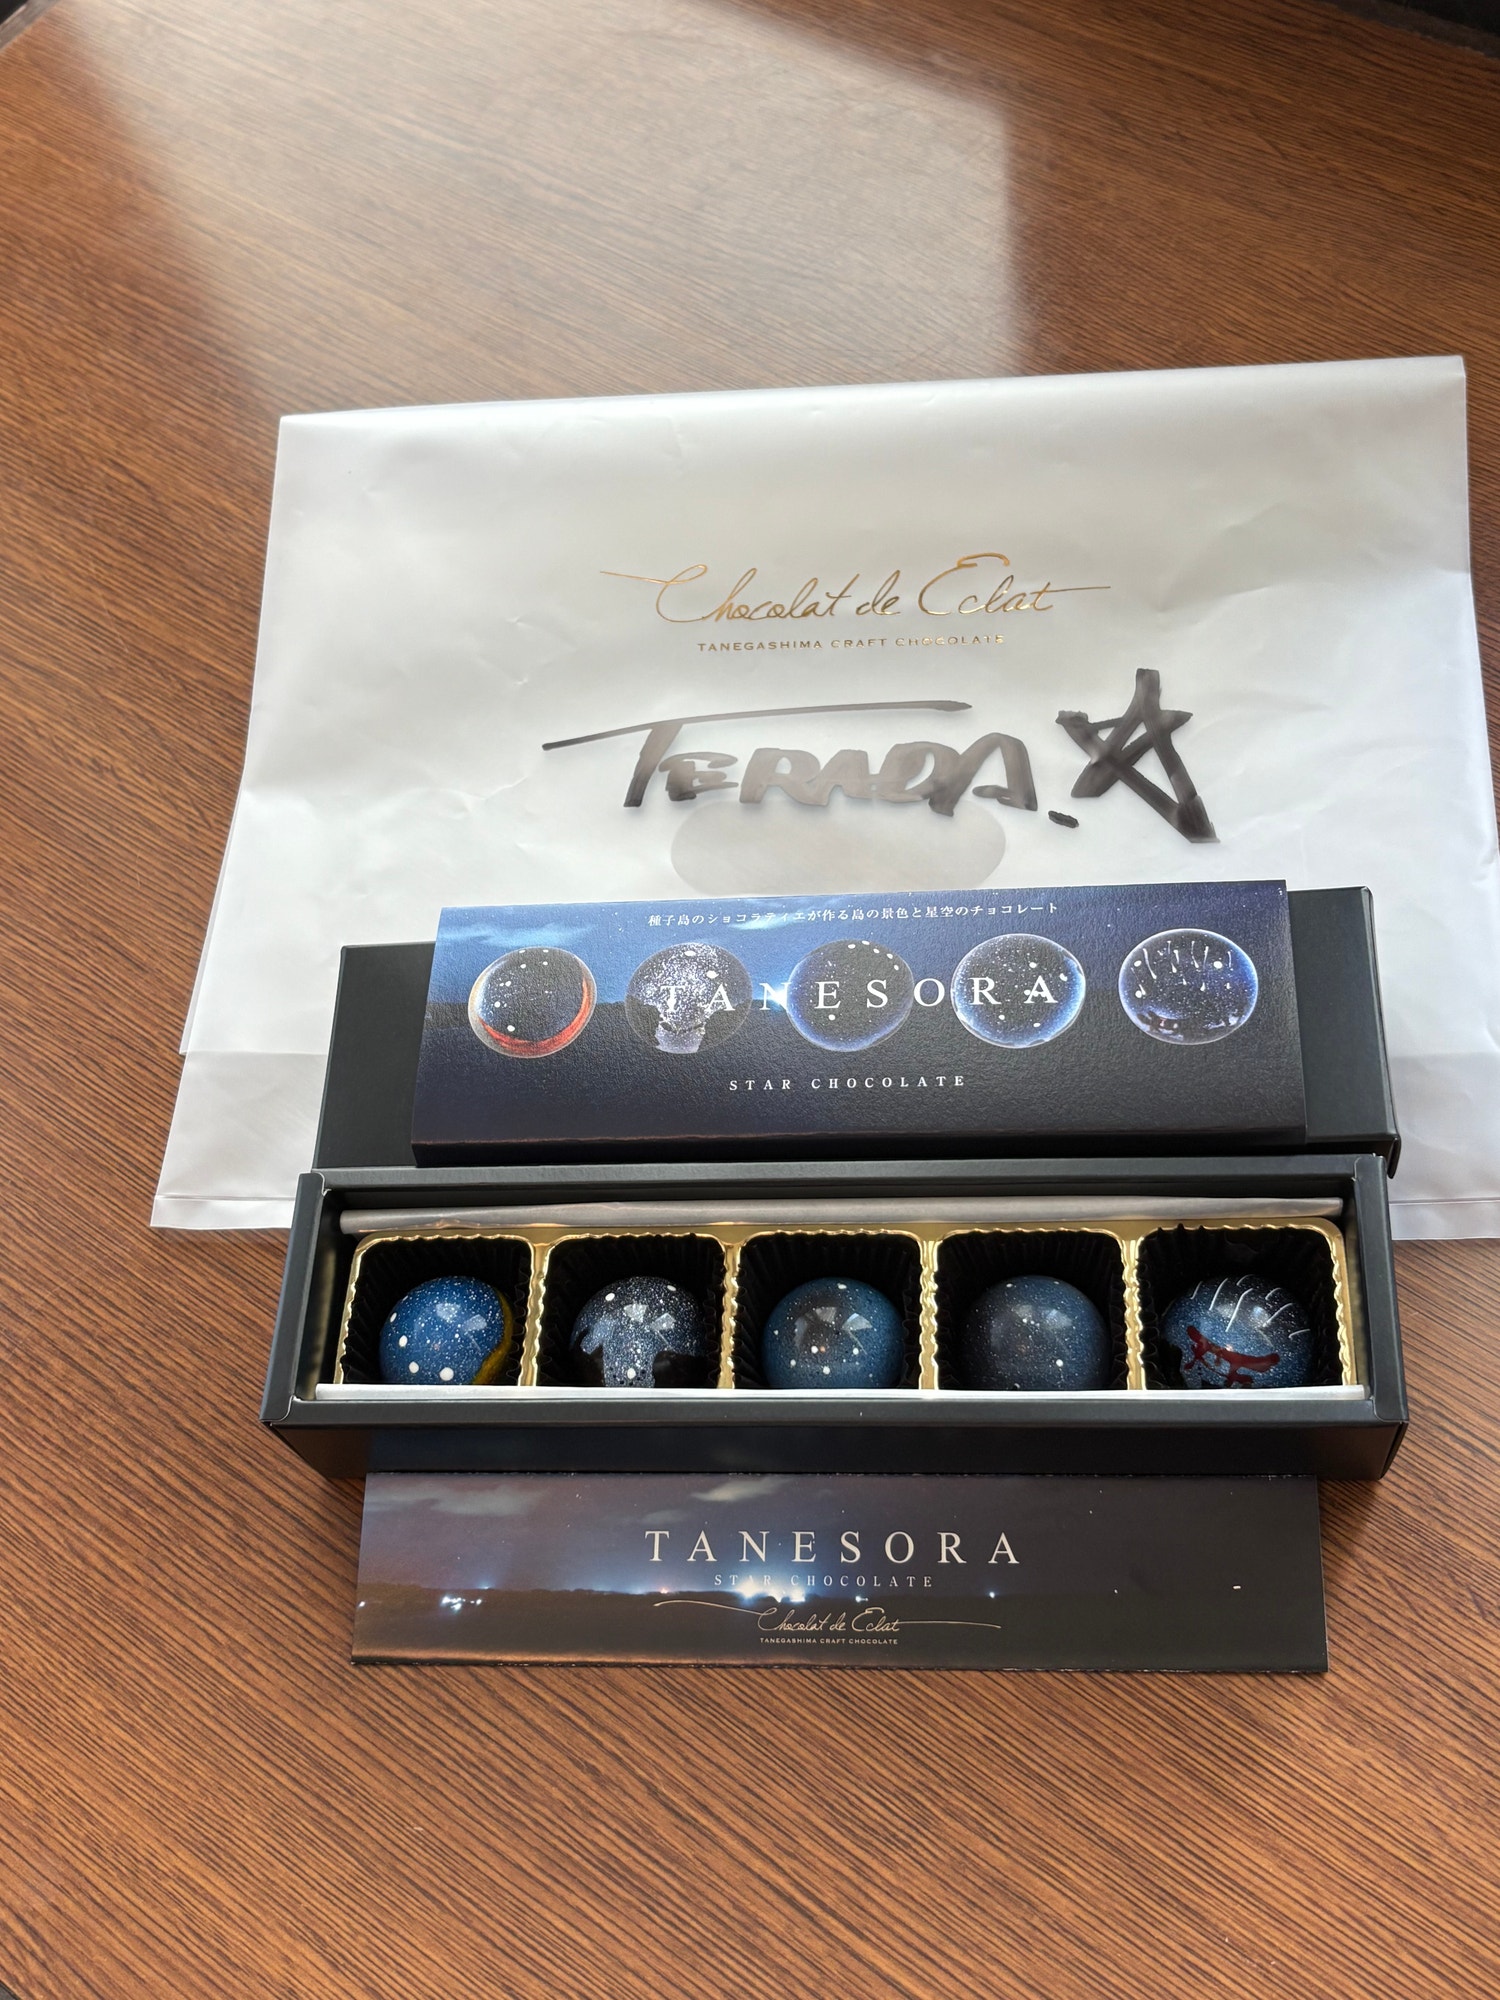 Chocolat de Eclat
TANEGASHIMA CRAFT CHOCOLATE
TERADA.
種子島のショコラティエが作る島の景色と星空のチョコレート
TANESORA
STAR CHOCOLATE
TANESORA
STAR CHOCOLATE
Chocolat de Eclat
TANEGASHIMA CRAFT CHOCOLATE